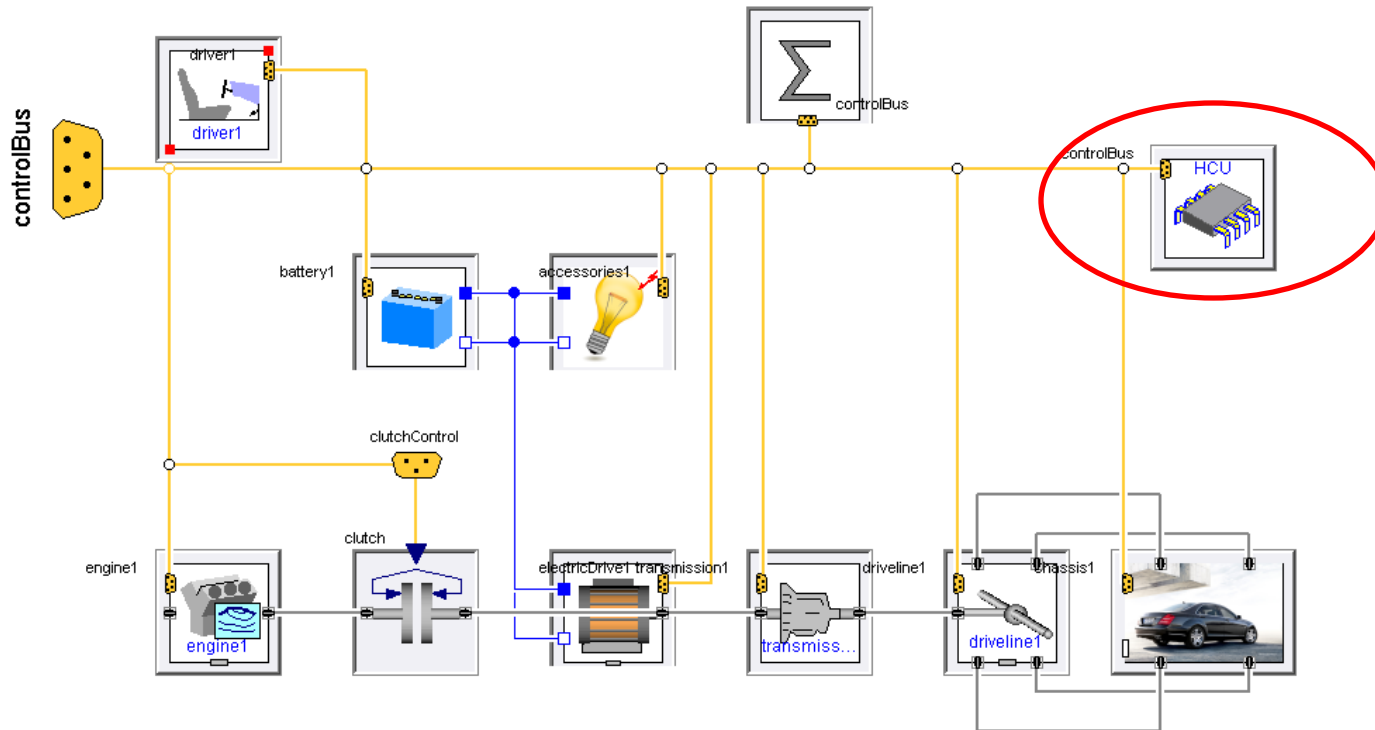 driver1
driver1
controlBus
controlBus
controlBus
HCU
battery1
accessories1
clutchControl
clutch
engine1
engine1
electricDrive1
transmission1
transmiss...
driveline1
driveline1
chassis1